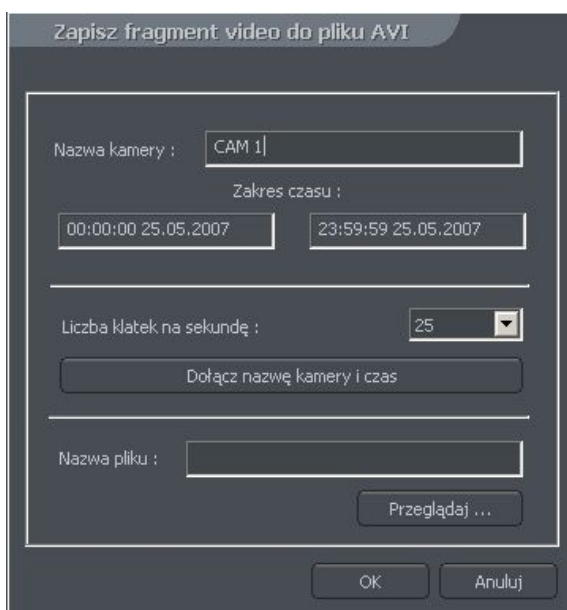 Zapisz fragment video do pliku AVI
Nazwa kamery : CAM 1
Zakres czasu :
00:00:00 25.05.2007 23:59:59 25.05.2007
Liczba klatek na sekundę : 25
Dołącz nazwę kamery i czas
Nazwa pliku :
Przeglądaj ...
OK Anuluj